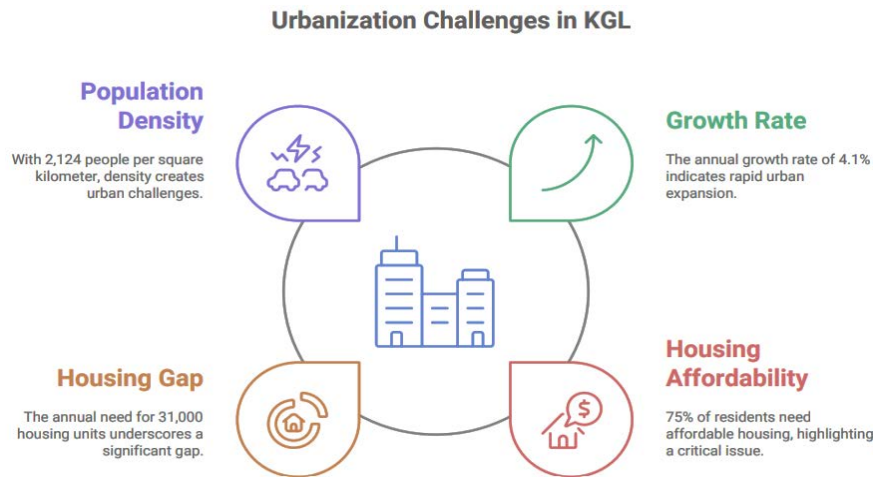 Urbanization Challenges in KGL
Population
Density
With 2,124 people per square
kilometer, density creates
urban challenges.
Growth Rate
The annual growth rate of 4.1%
indicates rapid urban
expansion.
Housing Gap
The annual need for 31,000
housing units underscores a
significant gap.
Housing
Affordability
75% of residents need
affordable housing, highlighting
a critical issue.
$